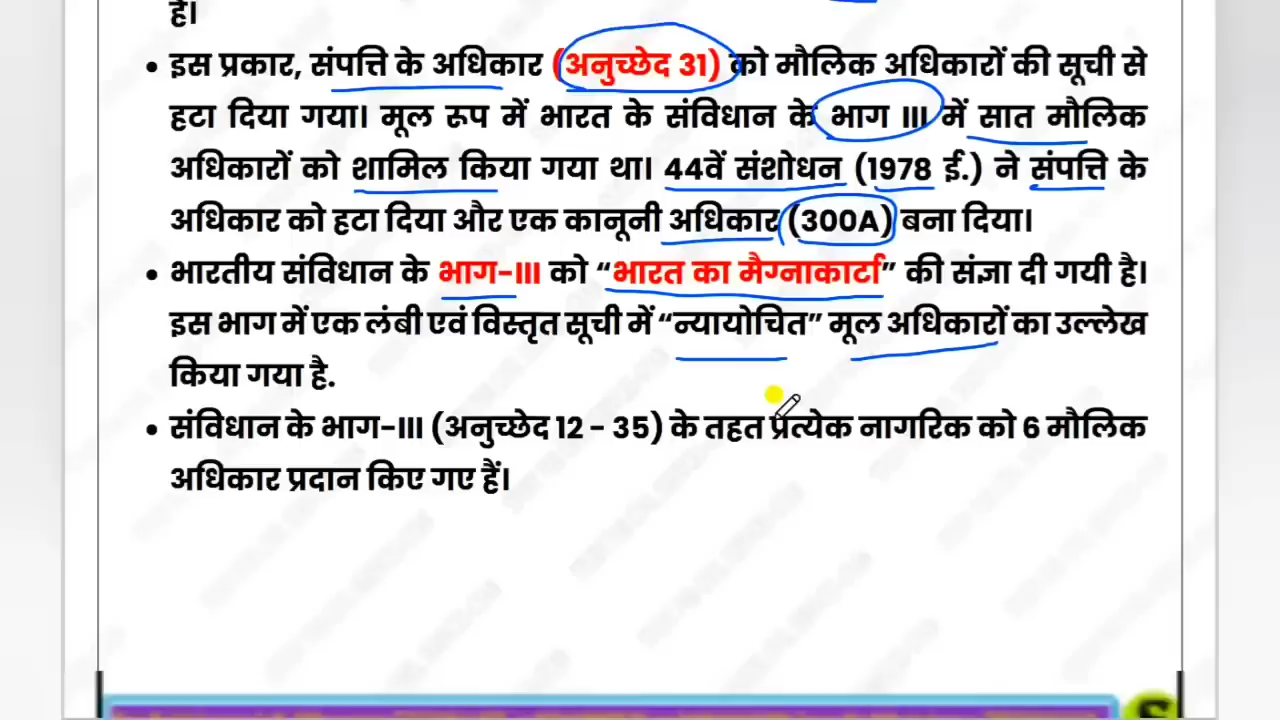 है।
• इस प्रकार, संपत्ति के अधिकार (अनुच्छेद 31) को मौलिक अधिकारों की सूची से
हटा दिया गया। मूल रूप में भारत के संविधान के भाग III में सात मौलिक
अधिकारों को शामिल किया गया था। 44वें संशोधन (1978 ई.) ने संपत्ति के
अधिकार को हटा दिया और एक कानूनी अधिकार (300A) बना दिया।
• भारतीय संविधान के भाग-III को “भारत का मैग्नाकार्टा” की संज्ञा दी गयी है।
इस भाग में एक लंबी एवं विस्तृत सूची में “न्यायोचित” मूल अधिकारों का उल्लेख
किया गया है.
• संविधान के भाग-III (अनुच्छेद 12 - 35) के तहत प्रत्येक नागरिक को 6 मौलिक
अधिकार प्रदान किए गए हैं।